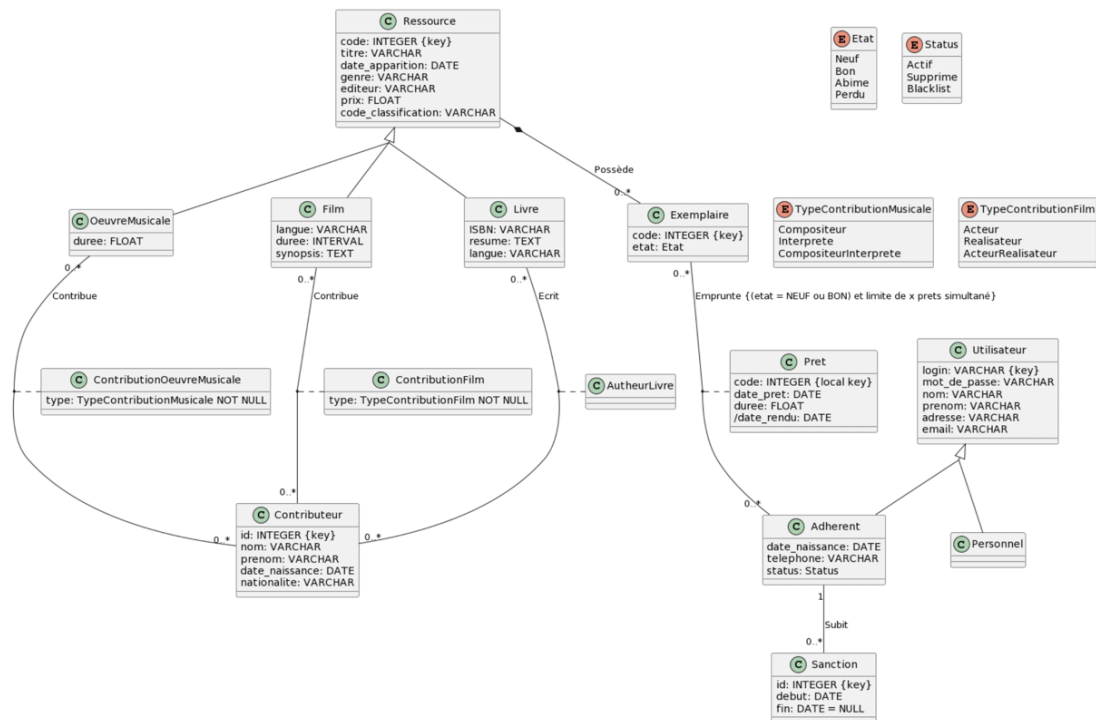 C Ressource
code: INTEGER {key}
titre: VARCHAR
date_apparition: DATE
genre: VARCHAR
editeur: VARCHAR
prix: FLOAT
code_classification: VARCHAR
E Etat
Neuf
Bon
Abime
Perdu
E Status
Actif
Supprime
Blacklist
Possède
0..*
C OeuvreMusicale
duree: FLOAT
C Film
langue: VARCHAR
duree: INTERVAL
synopsis: TEXT
C Livre
ISBN: VARCHAR
resume: TEXT
langue: VARCHAR
C Exemplaire
code: INTEGER {key}
etat: Etat
E TypeContributionMusicale
Compositeur
Interprete
CompositeurInterprete
E TypeContributionFilm
Acteur
Realisateur
ActeurRealisateur
0..*
Contribue
0..*
Contribue
0..*
Ecrit
0..*
Emprunte {(etat = NEUF ou BON) et limite de x prets simultané}
C ContributionOeuvreMusicale
type: TypeContributionMusicale NOT NULL
C ContributionFilm
type: TypeContributionFilm NOT NULL
C AutheurLivre
C Pret
code: INTEGER {local key}
date_pret: DATE
duree: FLOAT
/date_rendu: DATE
C Utilisateur
login: VARCHAR {key}
mot_de_passe: VARCHAR
nom: VARCHAR
prenom: VARCHAR
adresse: VARCHAR
email: VARCHAR
0..*
0..*
0..*
0..*
C Contributeur
id: INTEGER {key}
nom: VARCHAR
prenom: VARCHAR
date_naissance: DATE
nationalite: VARCHAR
C Adherent
date_naissance: DATE
telephone: VARCHAR
status: Status
C Personnel
1
Subit
0..*
C Sanction
id: INTEGER {key}
debut: DATE
fin: DATE = NULL